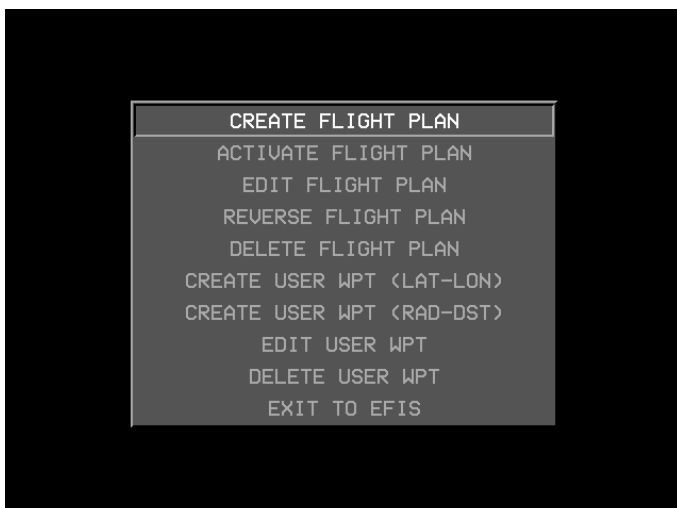 CREATE FLIGHT PLAN
ACTIVATE FLIGHT PLAN
EDIT FLIGHT PLAN
REVERSE FLIGHT PLAN
DELETE FLIGHT PLAN
CREATE USER WPT (LAT-LON)
CREATE USER WPT (RAD-DST)
EDIT USER WPT
DELETE USER WPT
EXIT TO EFIS